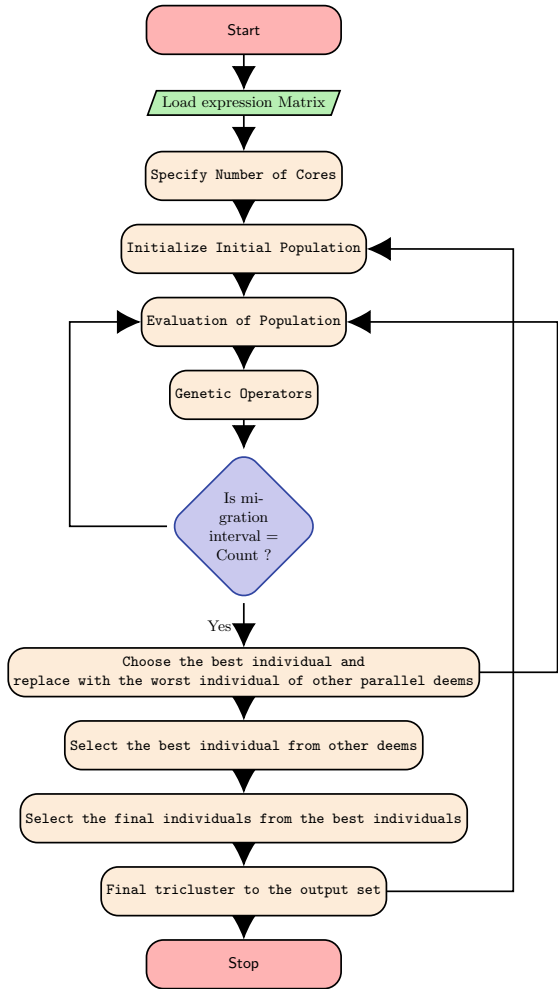 Start
Load expression Matrix
Specify Number of Cores
Initialize Initial Population
Evaluation of Population
Genetic Operators
Is mi-
gration
interval =
Count ?
Yes
Choose the best individual and
replace with the worst individual of other parallel deems
Select the best individual from other deems
Select the final individuals from the best individuals
Final tricluster to the output set
Stop